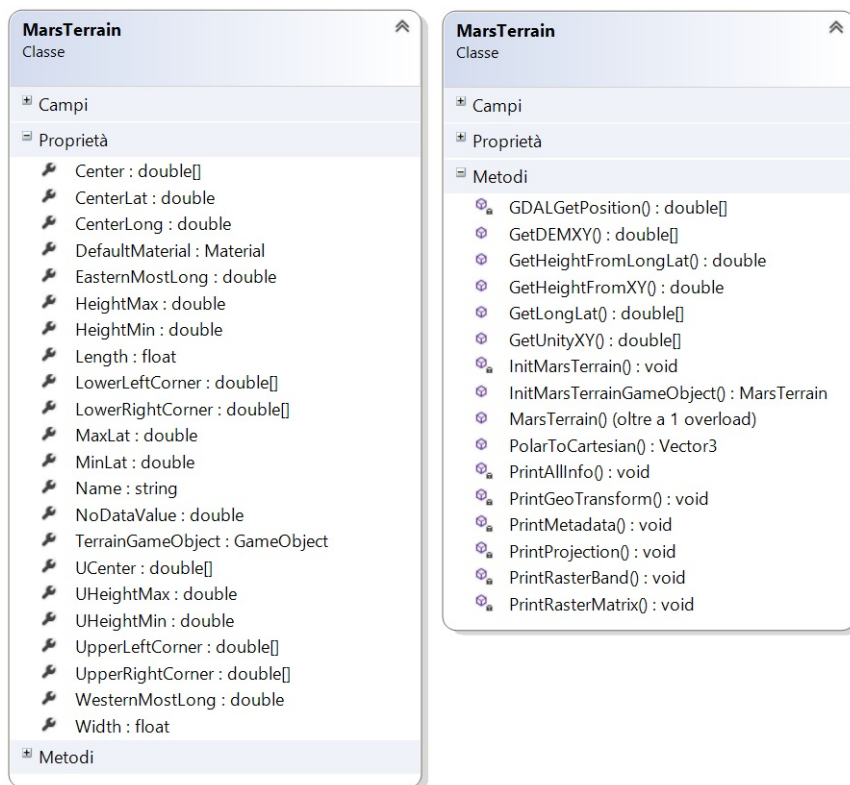 MarsTerrain
Classe
Campi
Proprietà
Center : double[]
CenterLat : double
CenterLong : double
DefaultMaterial : Material
EasternMostLong : double
HeightMax : double
HeightMin : double
Length : float
LowerLeftCorner : double[]
LowerRightCorner : double[]
MaxLat : double
MinLat : double
Name : string
NoDataValue : double
TerrainGameObject : GameObject
UCenter : double[]
UHeightMax : double
UHeightMin : double
UpperLeftCorner : double[]
UpperRightCorner : double[]
WesternMostLong : double
Width : float
Metodi
MarsTerrain
Classe
Campi
Proprietà
Metodi
GDALGetPosition() : double[]
GetDEMXY() : double[]
GetHeightFromLongLat() : double
GetHeightFromXY() : double
GetLongLat() : double[]
GetUnityXY() : double[]
InitMarsTerrain() : void
InitMarsTerrainGameObject() : MarsTerrain
MarsTerrain() (oltre a 1 overload)
PolarToCartesian() : Vector3
PrintAllInfo() : void
PrintGeoTransform() : void
PrintMetadata() : void
PrintProjection() : void
PrintRasterBand() : void
PrintRasterMatrix() : void